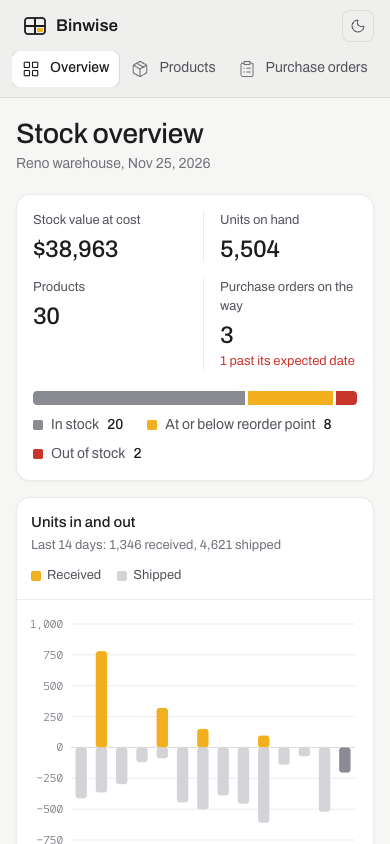 Binwise
Overview
Products
Purchase orders
Stock overview
Reno warehouse, Nov 25, 2026
Stock value at cost
$38,963
Units on hand
5,504
Products
30
Purchase orders on the
way
3
1 past its expected date
In stock 20
At or below reorder point 8
Out of stock 2
Units in and out
Last 14 days: 1,346 received, 4,621 shipped
Received
Shipped
1,000
750
500
250
0
−250
−500
−750